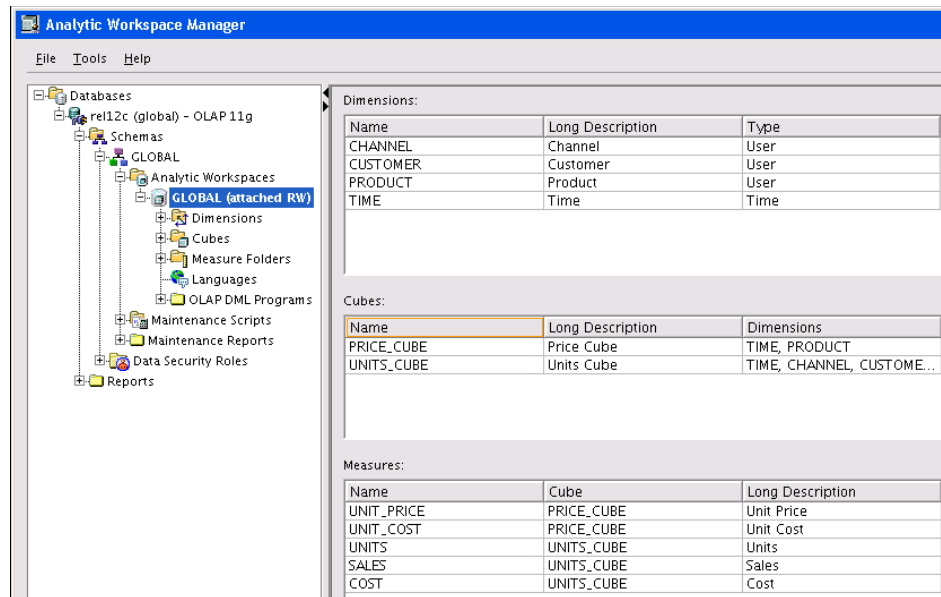 Analytic Workspace Manager
File Tools Help
Databases
rel12c (global) - OLAP 11g
Schemas
GLOBAL
Analytic Workspaces
GLOBAL (attached RW)
Dimensions
Cubes
Measure Folders
Languages
OLAP DML Programs
Maintenance Scripts
Maintenance Reports
Data Security Roles
Reports
Dimensions:
Name Long Description Type
CHANNEL Channel User
CUSTOMER Customer User
PRODUCT Product User
TIME Time Time
Cubes:
Name Long Description Dimensions
PRICE_CUBE Price Cube TIME, PRODUCT
UNITS_CUBE Units Cube TIME, CHANNEL, CUSTOME...
Measures:
Name Cube Long Description
UNIT_PRICE PRICE_CUBE Unit Price
UNIT_COST PRICE_CUBE Unit Cost
UNITS UNITS_CUBE Units
SALES UNITS_CUBE Sales
COST UNITS_CUBE Cost